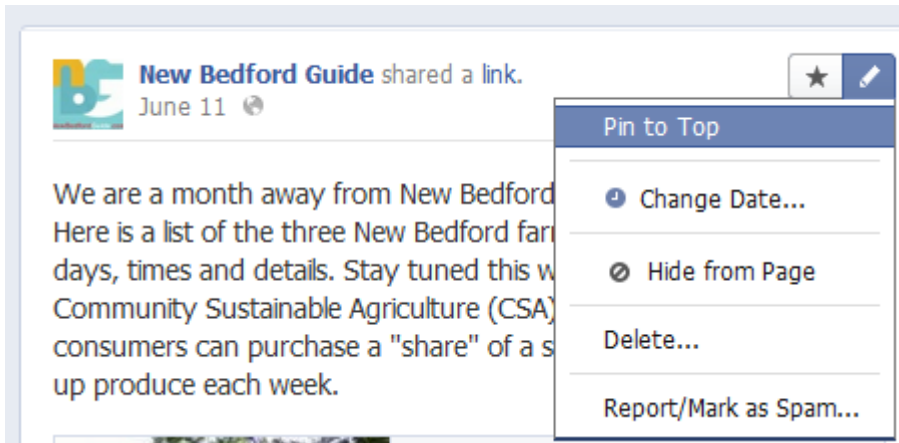 New Bedford Guide shared a link.
June 11
Pin to Top
We are a month away from New Bedford
Change Date...
Here is a list of the three New Bedford
days, times and details. Stay tuned this
Hide from Page
Community Sustainable Agriculture (CSA)
consumers can purchase a "share" of a
Delete...
up produce each week.
Report/Mark as Spam...